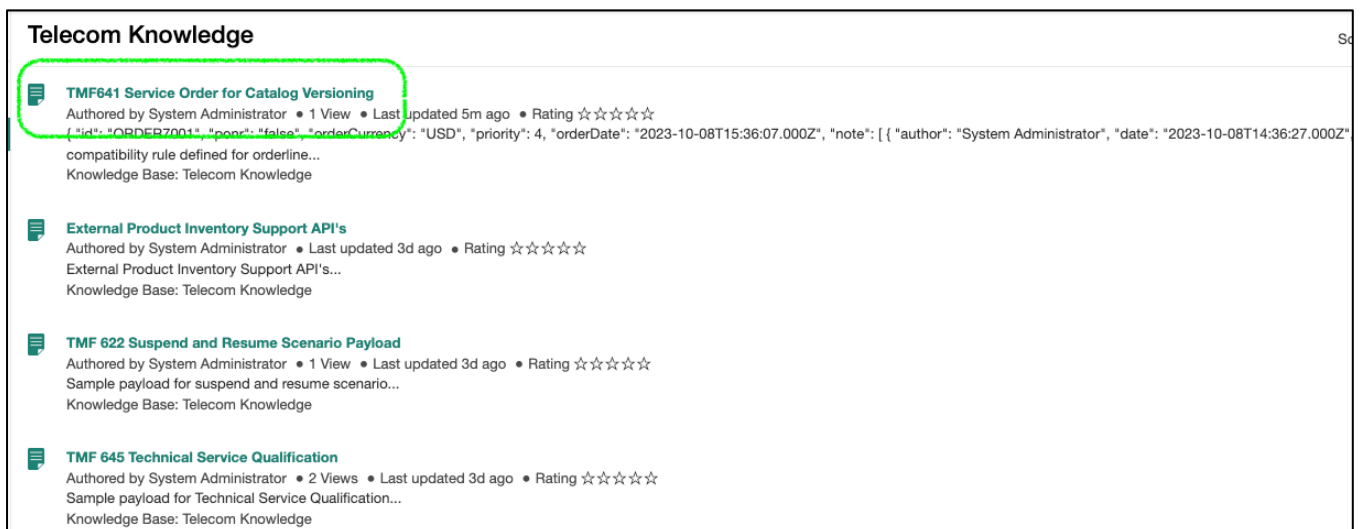 Telecom Knowledge
So
TMF641 Service Order for Catalog Versioning
Authored by System Administrator • 1 View • Last updated 5m ago • Rating ☆☆☆☆☆
{ "id": "ORDER7001", "ponr": "false", "orderCurrency": "USD", "priority": 4, "orderDate": "2023-10-08T15:36:07.000Z", "note": [ { "author": "System Administrator", "date": "2023-10-08T14:36:27.000Z",
compatibility rule defined for orderline...
Knowledge Base: Telecom Knowledge
External Product Inventory Support API's
Authored by System Administrator • Last updated 3d ago • Rating ☆☆☆☆☆
External Product Inventory Support API's...
Knowledge Base: Telecom Knowledge
TMF 622 Suspend and Resume Scenario Payload
Authored by System Administrator • 1 View • Last updated 3d ago • Rating ☆☆☆☆☆
Sample payload for suspend and resume scenario...
Knowledge Base: Telecom Knowledge
TMF 645 Technical Service Qualification
Authored by System Administrator • 2 Views • Last updated 3d ago • Rating ☆☆☆☆☆
Sample payload for Technical Service Qualification...
Knowledge Base: Telecom Knowledge